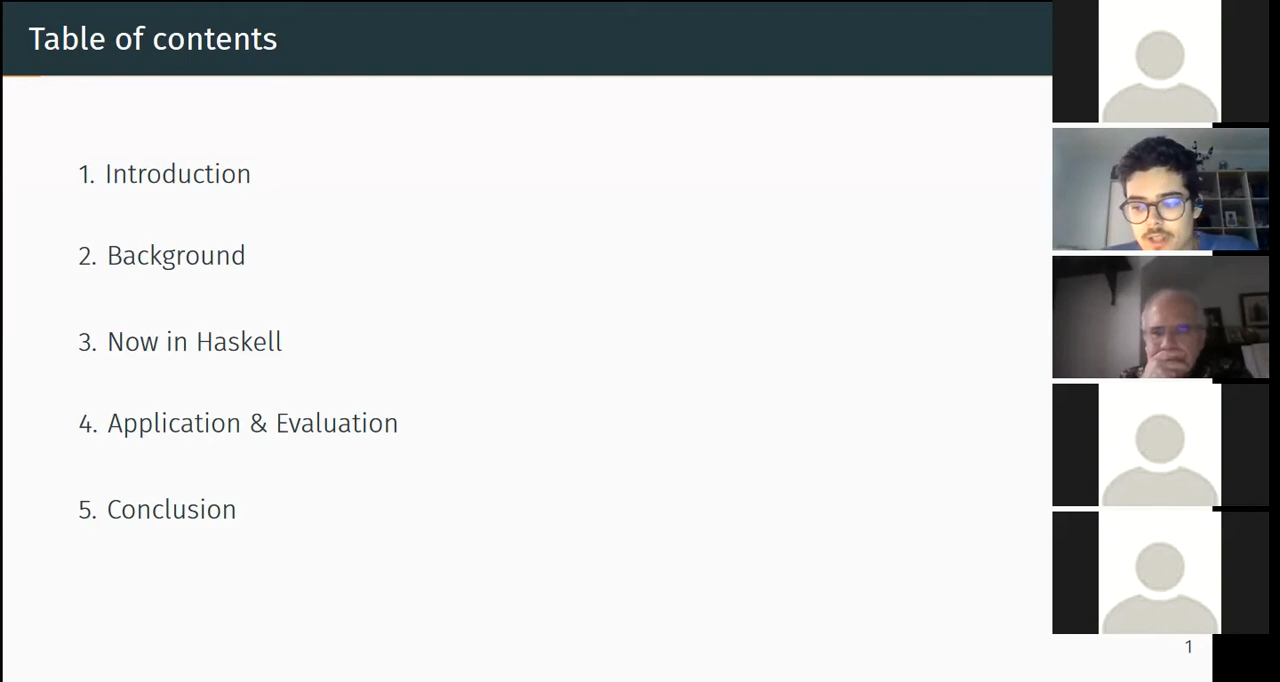 Table of contents
1. Introduction
2. Background
3. Now in Haskell
4. Application & Evaluation
5. Conclusion
1